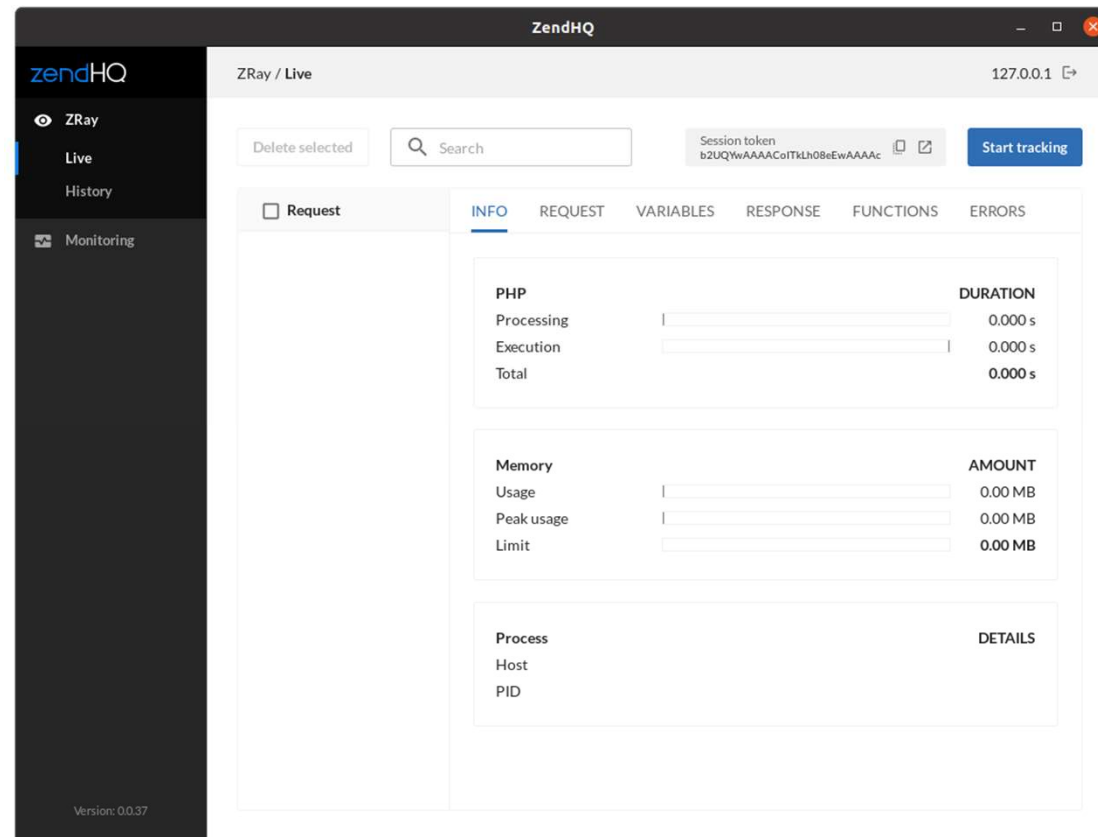 ZendHQ
zendHQ
ZRay / Live
127.0.0.1
ZRay
Live
History
Monitoring
Delete selected
Search
Session token
b2UQYwAAAACoITkLh08eEwAAAAc
Start tracking
Request
INFO REQUEST VARIABLES RESPONSE FUNCTIONS ERRORS
PHP DURATION
Processing 0.000 s
Execution 0.000 s
Total 0.000 s
Memory AMOUNT
Usage 0.00 MB
Peak usage 0.00 MB
Limit 0.00 MB
Process DETAILS
Host
PID
Version: 0.0.37